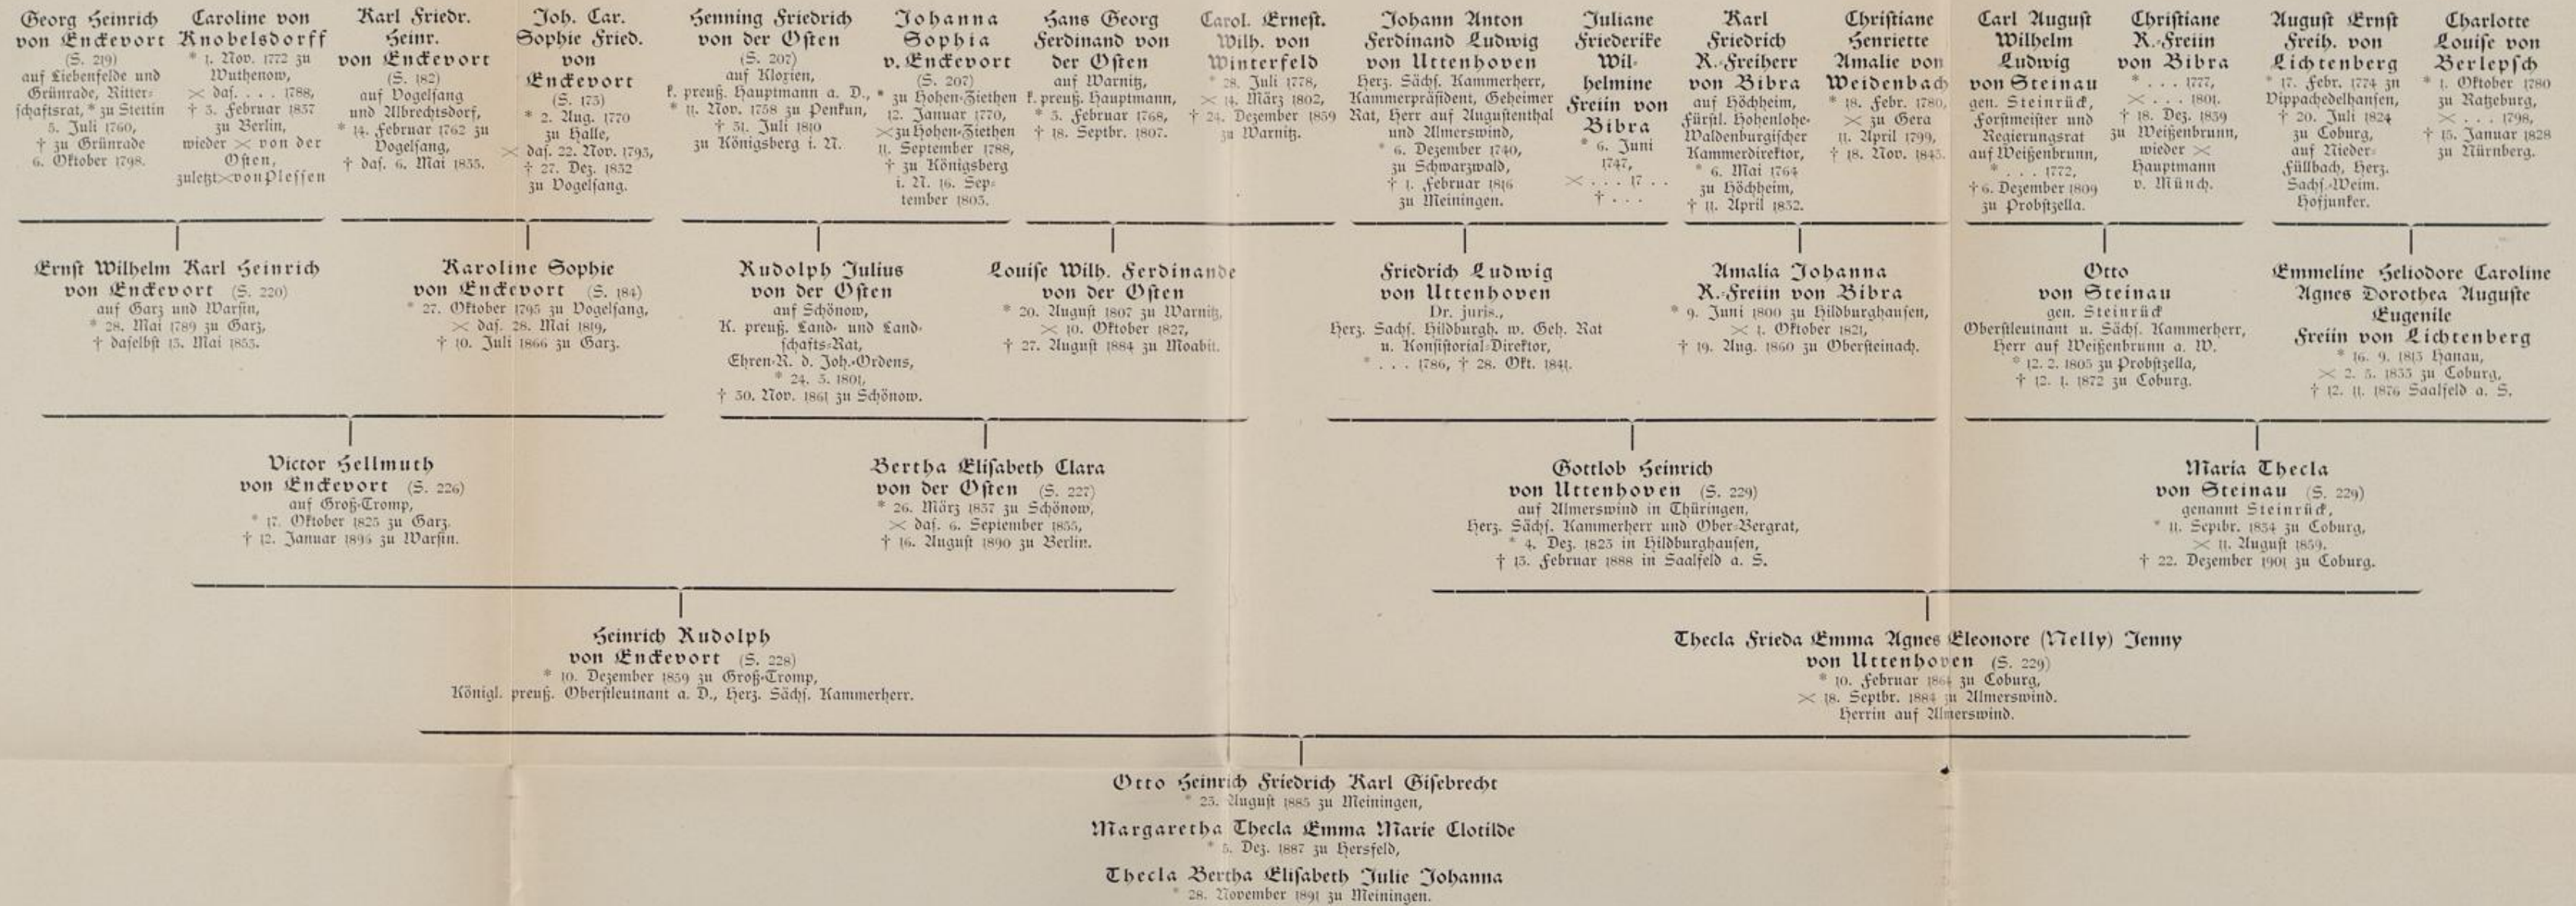 Georg Heinrich
von Enckevort
(S. 219)
auf Liebenfelde und
Grünrade, Ritter-
schaftsrat, * zu Stettin
5. Juli 1760,
† zu Grünrade
6. Oktober 1798.
Caroline von
Knobelsdorff
* 1. Nov. 1772 zu
Wuthenow,
⚔ das. . . . 1788,
† 3. Februar 1837
zu Berlin,
wieder ⚔ von der
Osten,
zuletzt ⚔ von Plessen
Karl Friedr.
Heinr.
von Enckevort
(S. 182)
auf Vogelsang
und Albrechtsdorf,
* 14. Februar 1762 zu
Vogelsang,
† das. 6. Mai 1835.
Joh. Car.
Sophie Fried.
von
Enckevort
(S. 173)
* 2. Aug. 1770
zu Halle,
⚔ das. 22. Nov. 1793,
† 27. Dez. 1832
zu Vogelsang.
Henning Friedrich
von der Osten
(S. 207)
auf Klorien,
k. preuß. Hauptmann a. D.,
* 11. Nov. 1758 zu Penkun,
† 31. Juli 1810
zu Königsberg i. N.
Johanna
Sophia
v. Enckevort
(S. 207)
* zu Hohen-Ziethen
12. Januar 1770,
⚔ zu Hohen-Ziethen
11. September 1788,
† zu Königsberg
i. N. 16. Sep-
tember 1803.
Hans Georg
Ferdinand von
der Osten
auf Warnitz,
k. preuß. Hauptmann,
* 3. Februar 1768,
† 18. Septbr. 1807.
Carol. Ernest.
Wilh. von
Winterfeld
* 28. Juli 1778,
⚔ 14. März 1802,
† 24. Dezember 1859
zu Warnitz.
Johann Anton
Ferdinand Ludwig
von Uttenhoven
Herz. Sächs. Kammerherr,
Kammerpräsident, Geheimer
Rat, Herr auf Augustenthal
und Almerswind,
* 6. Dezember 1740,
zu Schwarzwald,
† 1. Februar 1816
zu Meiningen.
Juliane
Friederike
Wil-
helmine
Freiin von
Bibra
* 6. Juni
1747,
⚔ . . . 17 . .
† . . .
Karl
Friedrich
R.-Freiherr
von Bibra
auf Höchheim,
Fürstl. Hohenlohe-
Waldenburgischer
Kammerdirektor,
* 6. Mai 1764
zu Höchheim,
† 11. April 1832.
Christiane
Henriette
Amalie von
Weidenbach
* 18. Febr. 1780,
⚔ zu Gera
11. April 1799,
† 18. Nov. 1843.
Carl August
Wilhelm
Ludwig
von Steinau
gen. Steinrück,
Forstmeister und
Regierungsrat
auf Weißenbrunn,
* . . . 1772,
† 6. Dezember 1809
zu Probstzella.
Christiane
R.-Freiin
von Bibra
* . . . 1777,
⚔ . . . 1801.
† 18. Dez. 1839
zu Weißenbrunn,
wieder ⚔
Hauptmann
v. Münch.
August Ernst
Freih. von
Lichtenberg
* 17. Febr. 1774 zu
Vippachedelhausen,
† 20. Juli 1824
zu Coburg,
auf Nieder-
Füllbach, Herz.
Sachs.-Weim.
Hofjunker.
Charlotte
Louise von
Berlepsch
* 1. Oktober 1780
zu Ratzeburg,
⚔ . . . 1798,
† 15. Januar 1828
zu Nürnberg.
Ernst Wilhelm Karl Heinrich
von Enckevort (S. 220)
auf Garz und Warsin,
* 28. Mai 1789 zu Garz,
† daselbst 15. Mai 1853.
Karoline Sophie
von Enckevort (S. 184)
* 27. Oktober 1795 zu Vogelsang,
⚔ das. 28. Mai 1819,
† 10. Juli 1866 zu Garz.
Rudolph Julius
von der Osten
auf Schönow,
K. preuß. Land- und Land-
schafts-Rat,
Ehren-R. d. Joh.-Ordens,
* 24. 3. 1801,
† 30. Nov. 1861 zu Schönow.
Louise Wilh. Ferdinande
von der Osten
* 20. August 1807 zu Warnitz,
⚔ 10. Oktober 1827,
† 27. August 1884 zu Moabit.
Friedrich Ludwig
von Uttenhoven
Dr. juris.,
Herz. Sachs. Hildburgh. w. Geh. Rat
u. Konsistorial-Direktor,
* . . . 1786, † 28. Okt. 1841.
Amalia Johanna
R.-Freiin von Bibra
* 9. Juni 1800 zu Hildburghausen,
⚔ 1. Oktober 1821,
† 19. Aug. 1860 zu Obersteinach.
Otto
von Steinau
gen. Steinrück
Oberstleutnant u. Sächs. Kammerherr,
Herr auf Weißenbrunn a. W.
* 12. 2. 1803 zu Probstzella,
† 12. 1. 1872 zu Coburg.
Emmeline Heliodore Caroline
Agnes Dorothea Auguste
Eugenile
Freiin von Lichtenberg
* 16. 9. 1813 Hanau,
⚔ 2. 5. 1833 zu Coburg,
† 12. 11. 1876 Saalfeld a. S.
Victor Hellmuth
von Enckevort (S. 226)
auf Groß-Tromp,
* 17. Oktober 1825 zu Garz.
† 12. Januar 1895 zu Warsin.
Bertha Elisabeth Clara
von der Osten (S. 227)
* 26. März 1837 zu Schönow,
⚔ das. 6. September 1855,
† 16. August 1890 zu Berlin.
Gottlob Heinrich
von Uttenhoven (S. 229)
auf Almerswind in Thüringen,
Herz. Sächs. Kammerherr und Ober-Bergrat,
* 4. Dez. 1823 in Hildburghausen,
† 13. Februar 1888 in Saalfeld a. S.
Maria Thecla
von Steinau (S. 229)
genannt Steinrück,
* 11. Septbr. 1834 zu Coburg,
⚔ 11. August 1859,
† 22. Dezember 1901 zu Coburg.
Heinrich Rudolph
von Enckevort (S. 228)
* 10. Dezember 1859 zu Groß-Tromp,
Königl. preuß. Oberstleutnant a. D., Herz. Sächs. Kammerherr.
Thecla Frieda Emma Agnes Eleonore (Nelly) Jenny
von Uttenhoven (S. 229)
* 10. Februar 1864 zu Coburg,
⚔ 18. Septbr. 1884 zu Almerswind.
Herrin auf Almerswind.
Otto Heinrich Friedrich Karl Gisebrecht
* 23. August 1885 zu Meiningen,
Margaretha Thecla Emma Marie Clotilde
* 5. Dez. 1887 zu Hersfeld,
Thecla Bertha Elisabeth Julie Johanna
* 28. November 1891 zu Meiningen.